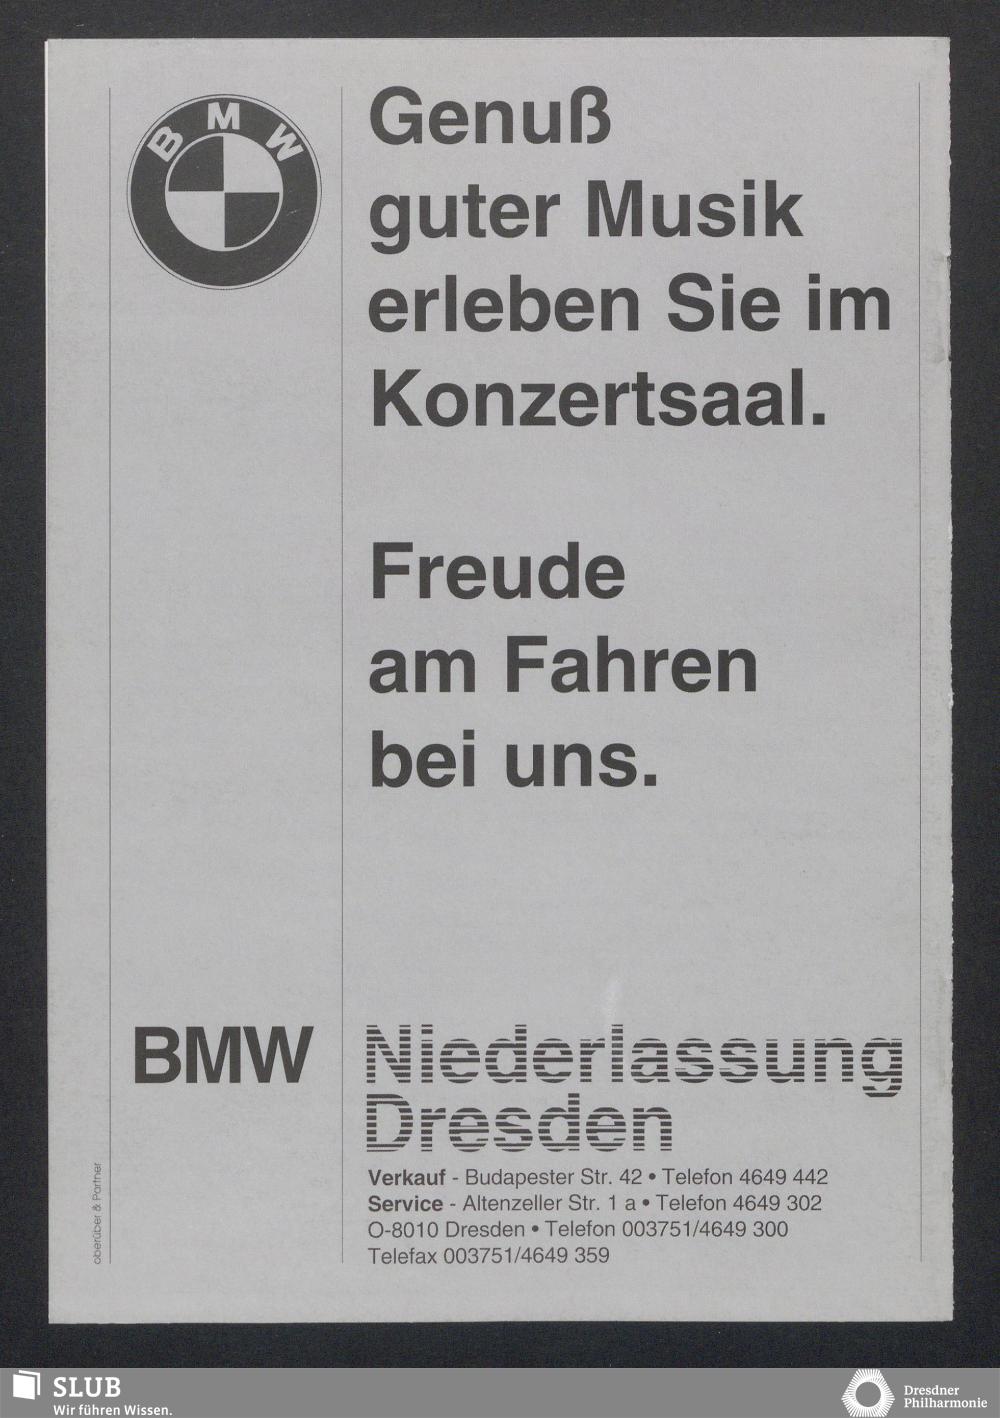 BMW
Genuß
guter Musik
erleben Sie im
Konzertsaal.
Freude
am Fahren
bei uns.
BMW Niederlassung
Dresden
Verkauf - Budapester Str. 42 • Telefon 4649 442
Service - Altenzeller Str. 1 a • Telefon 4649 302
O-8010 Dresden • Telefon 003751/4649 300
Telefax 003751/4649 359
oberüber & Partner
SLUB
Wir führen Wissen.
Dresdner
Philharmonie